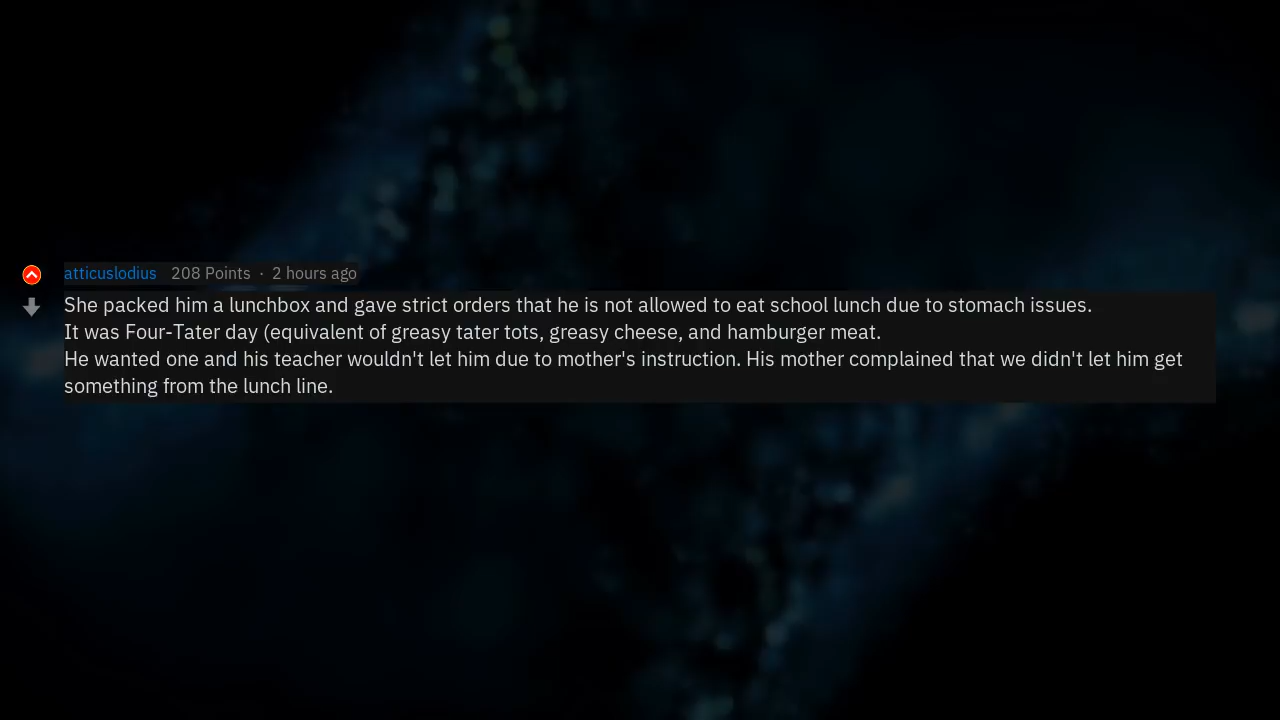 atticuslodius 208 Points · 2 hours ago
She packed him a lunchbox and gave strict orders that he is not allowed to eat school lunch due to stomach issues.
It was Four-Tater day (equivalent of greasy tater tots, greasy cheese, and hamburger meat.
He wanted one and his teacher wouldn't let him due to mother's instruction. His mother complained that we didn't let him get
something from the lunch line.